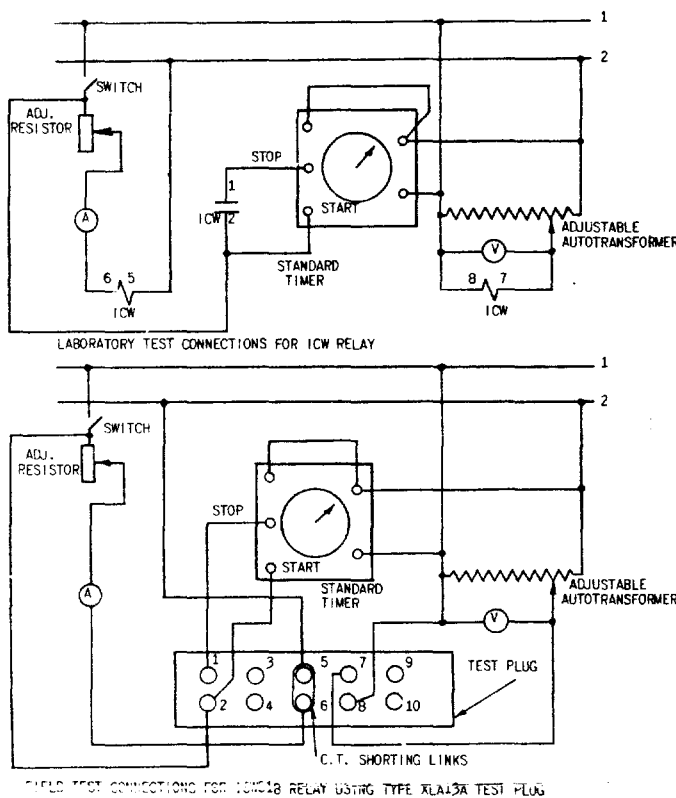 1
2
SWITCH
ADJ.
RESISTOR
STOP
1
A
ICW 2
START
ADJUSTABLE
AUTOTRANSFORMER
V
6 5
8 7
STANDARD
TIMER
ICW
ICW
LABORATORY TEST CONNECTIONS FOR ICW RELAY
1
2
SWITCH
ADJ.
RESISTOR
STOP
START
STANDARD
TIMER
ADJUSTABLE
AUTOTRANSFORMER
A
V
1 3 5 7 9
TEST PLUG
2 4 6 8 10
C.T. SHORTING LINKS
FIELD TEST CONNECTIONS FOR RELAY USING TYPE XLA13A TEST PLUG